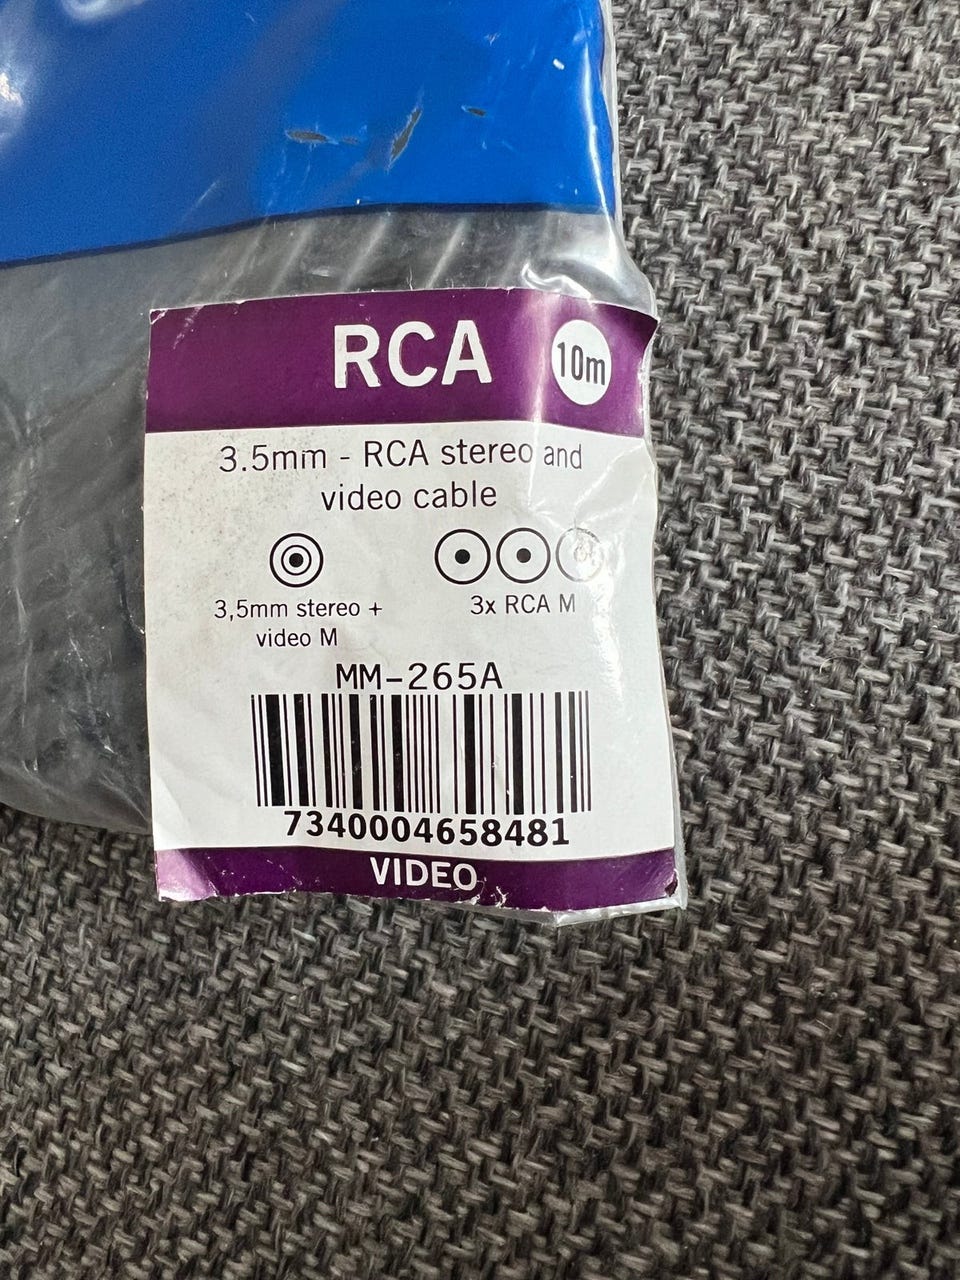 RCA
10m
3.5mm - RCA stereo and
video cable
3,5mm stereo +
video M
3x RCA M
MM-265A
7340004658481
VIDEO